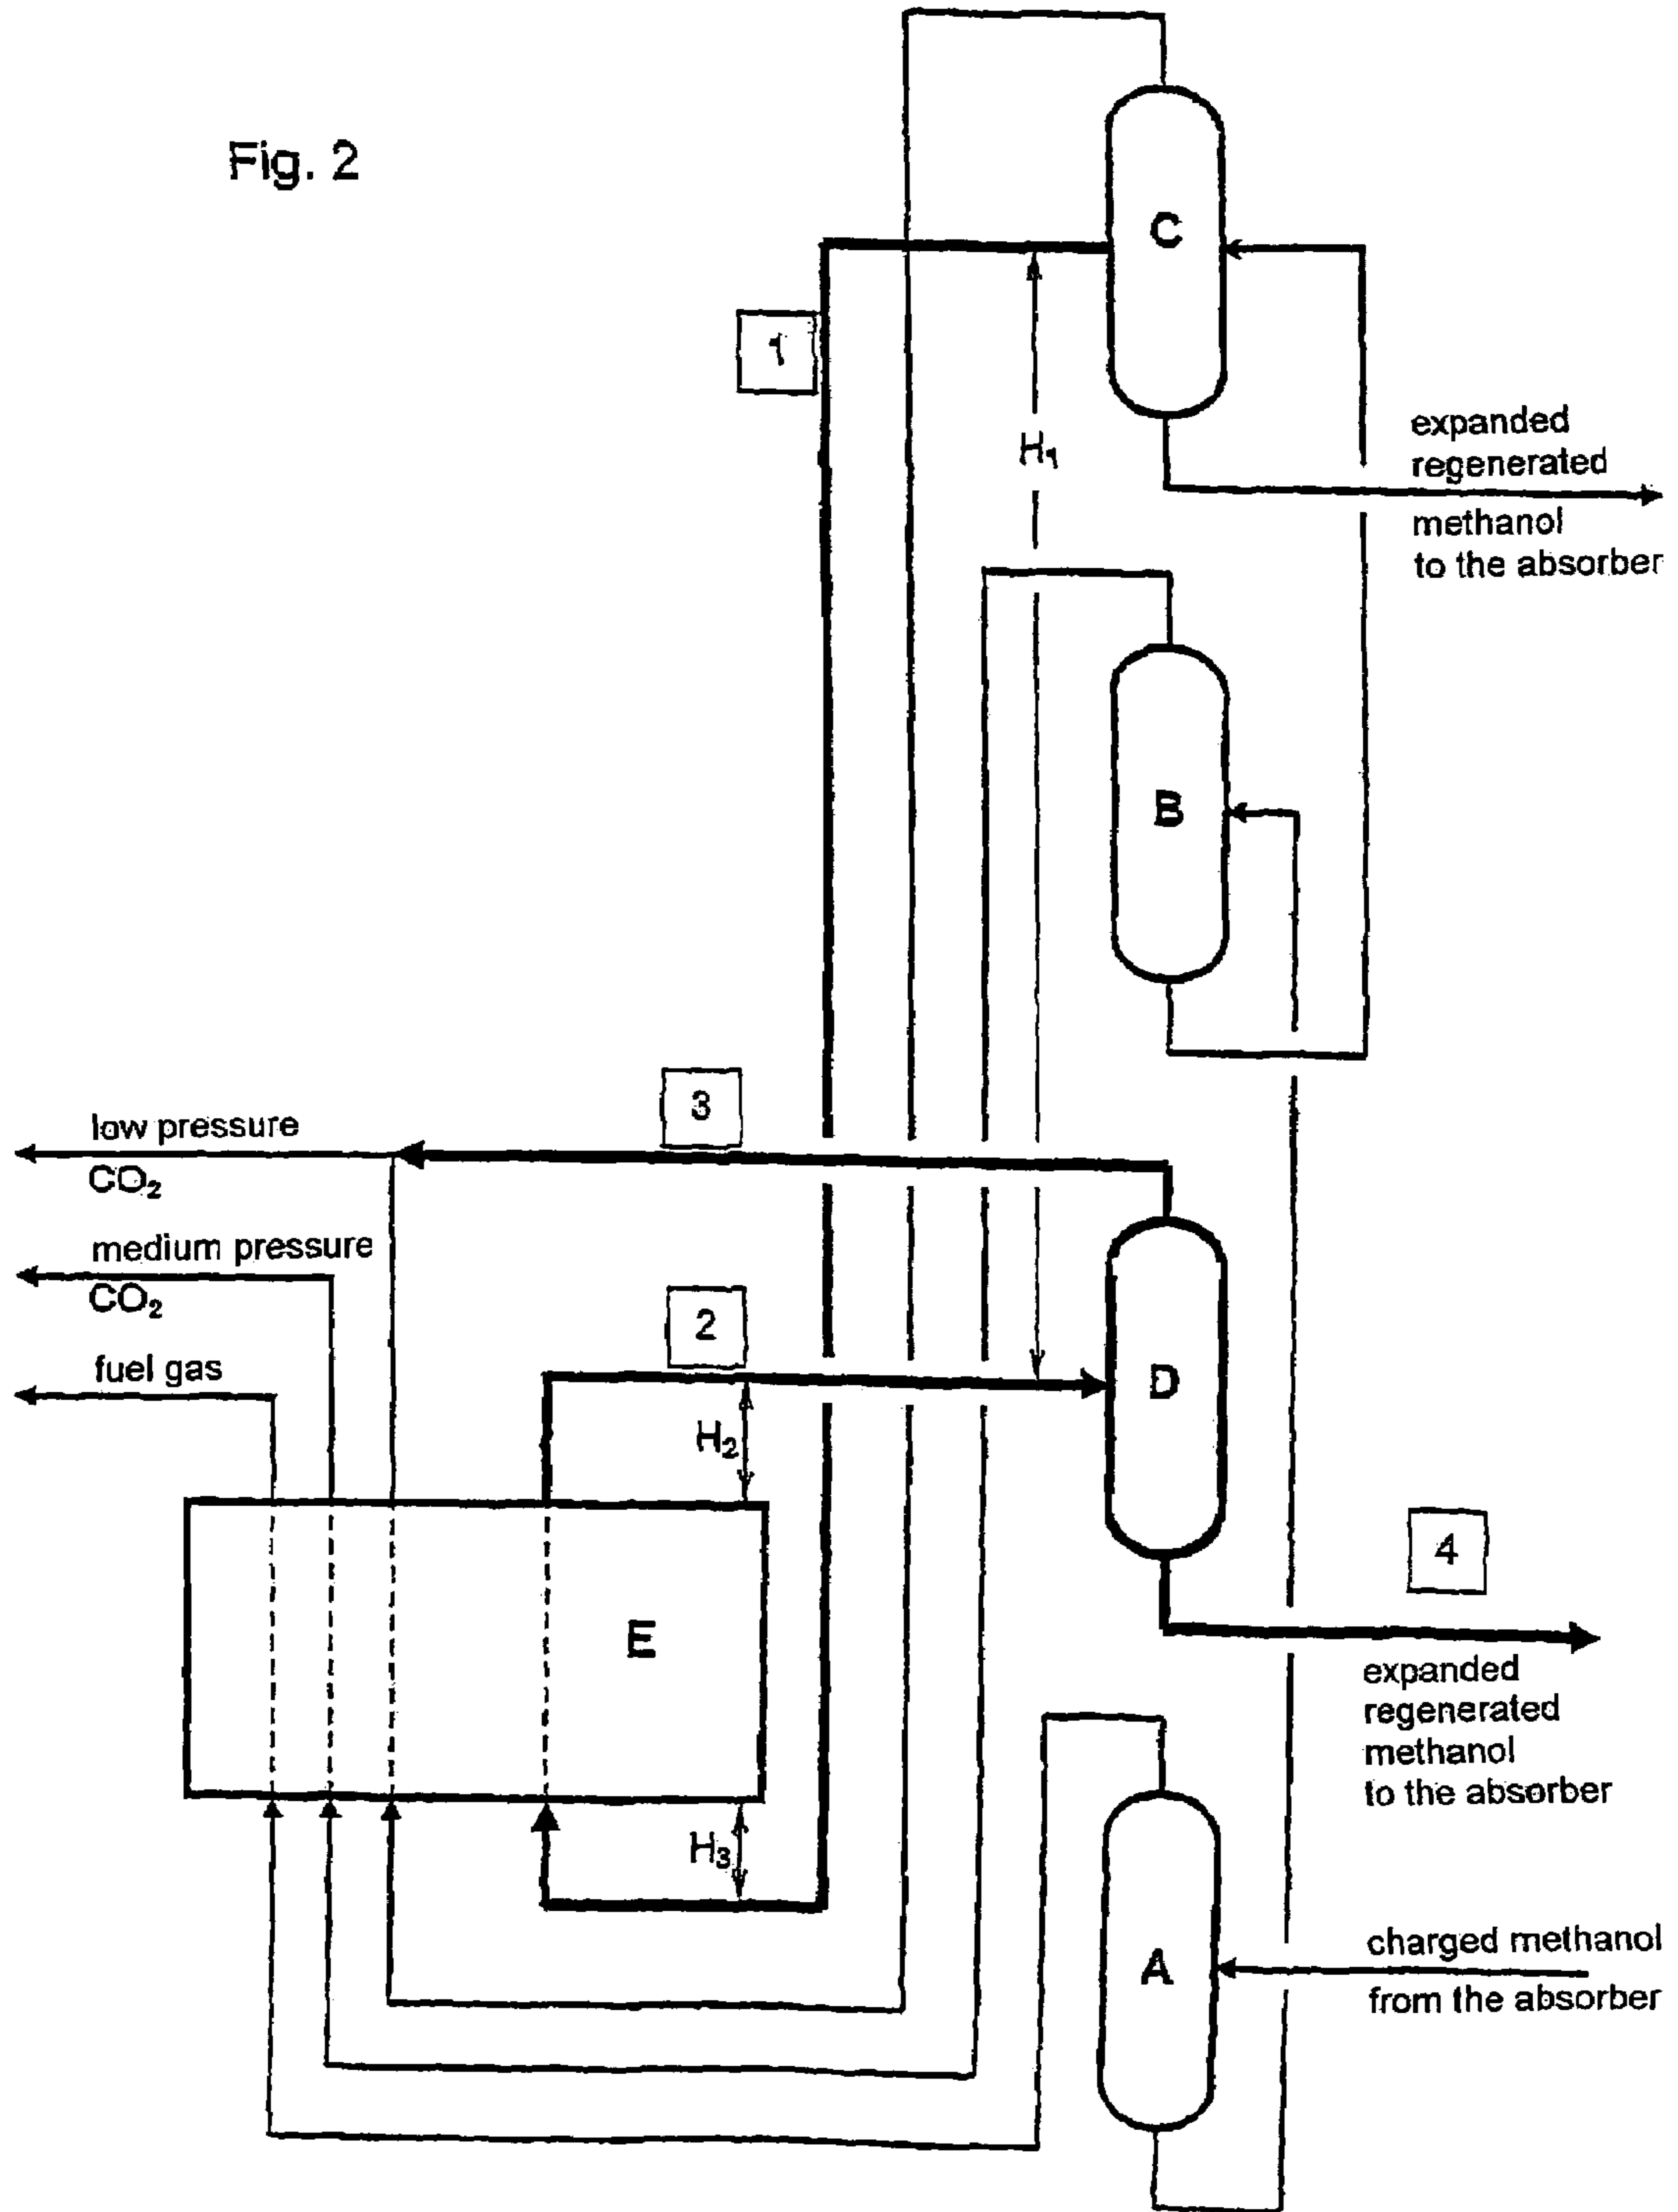 Fig. 2
C
1
H₁
expanded
regenerated
methanol
to the absorber
B
3
low pressure
CO₂
medium pressure
CO₂
2
fuel gas
D
H₂
4
E
expanded
regenerated
methanol
to the absorber
H₃
A
charged methanol
from the absorber